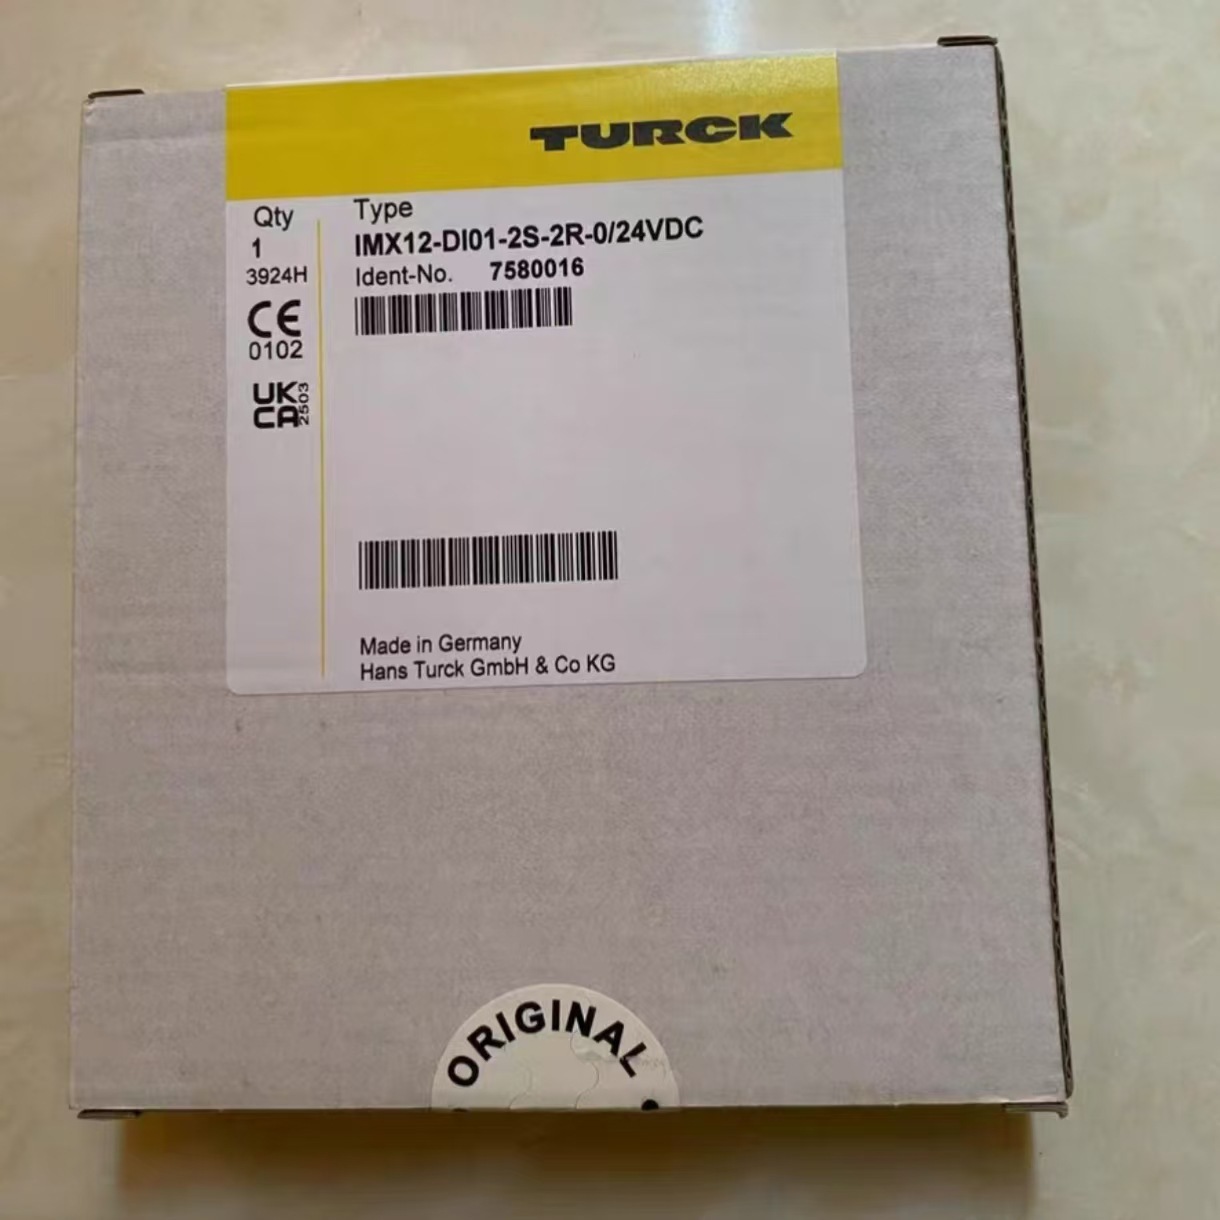 TURCK
Qty
1
3924H
CE
0102
UK
CA
2503
Type
IMX12-DI01-2S-2R-0/24VDC
Ident-No. 7580016
Made in Germany
Hans Turck GmbH & Co KG
ORIGINAL